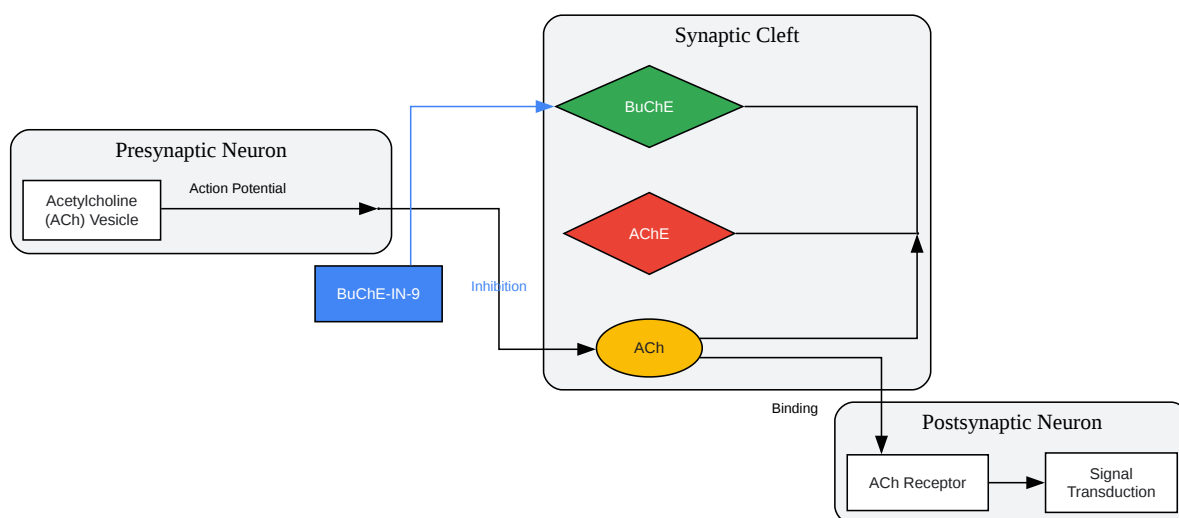 Synaptic Cleft
BuChE
Presynaptic Neuron
Acetylcholine
(ACh) Vesicle
Action Potential
AChE
BuChE-IN-9
Inhibition
ACh
Binding
Postsynaptic Neuron
ACh Receptor
Signal
Transduction